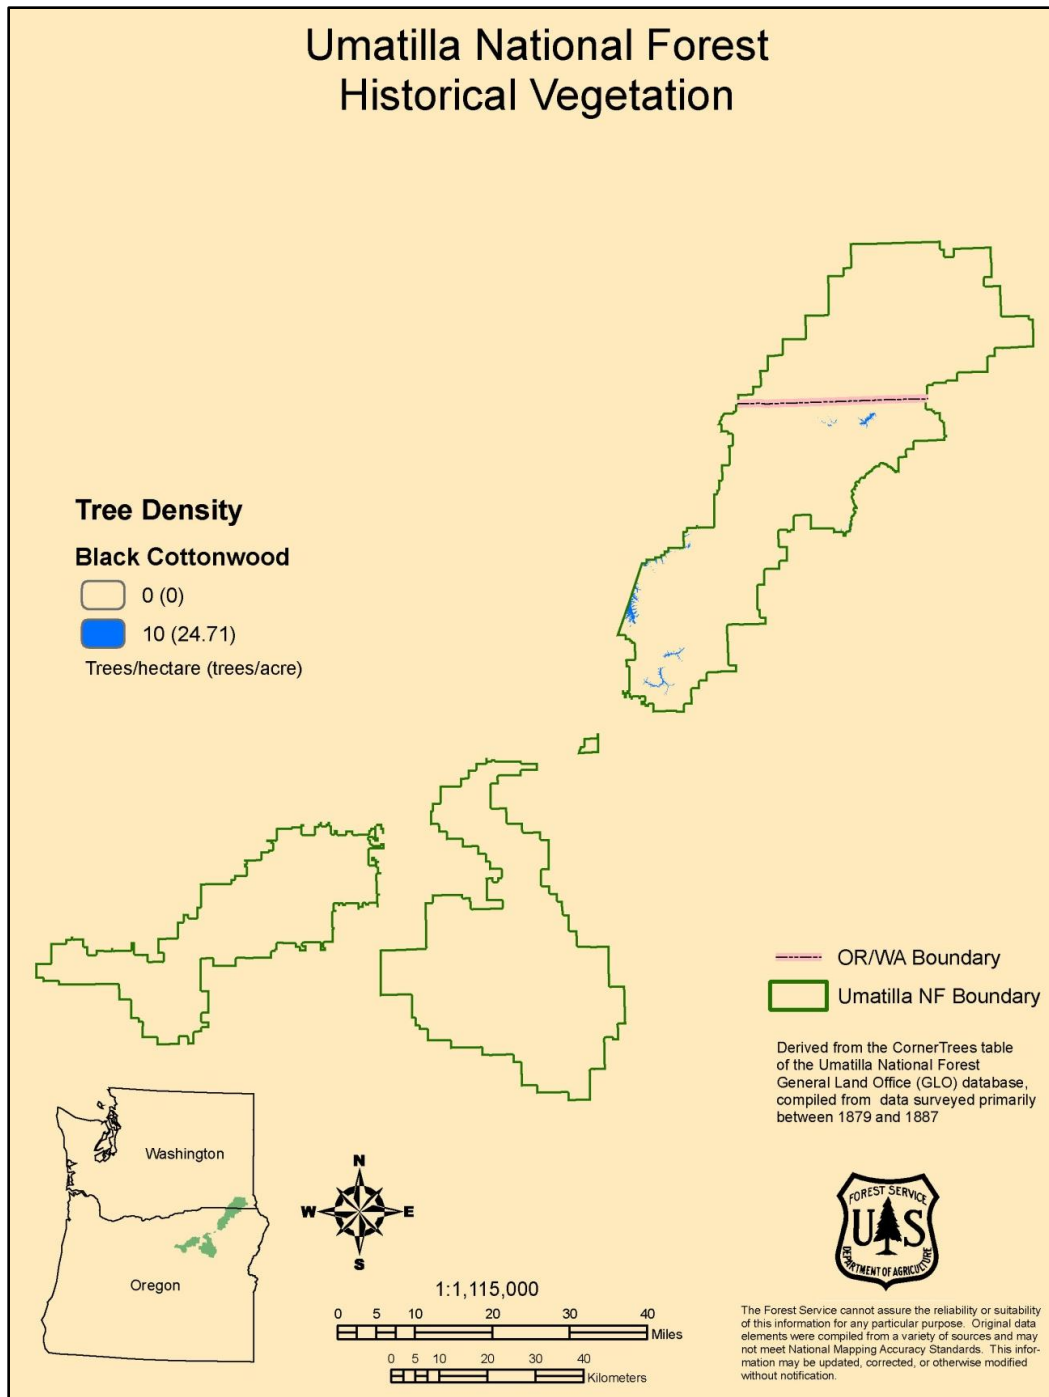 Umatilla National Forest
Historical Vegetation
Tree Density
Black Cottonwood
0 (0)
10 (24.71)
Trees/hectare (trees/acre)
OR/WA Boundary
Umatilla NF Boundary
Derived from the CornerTrees table
of the Umatilla National Forest
General Land Office (GLO) database,
compiled from data surveyed primarily
between 1879 and 1887
Washington
Oregon
N
W E
S
1:1,115,000
0 5 10 20 30 40
Miles
0 5 10 20 30 40
Kilometers
FOREST SERVICE
U S
DEPARTMENT OF AGRICULTURE
The Forest Service cannot assure the reliability or suitability
of this information for any particular purpose. Original data
elements were compiled from a variety of sources and may
not meet National Mapping Accuracy Standards. This infor-
mation may be updated, corrected, or otherwise modified
without notification.